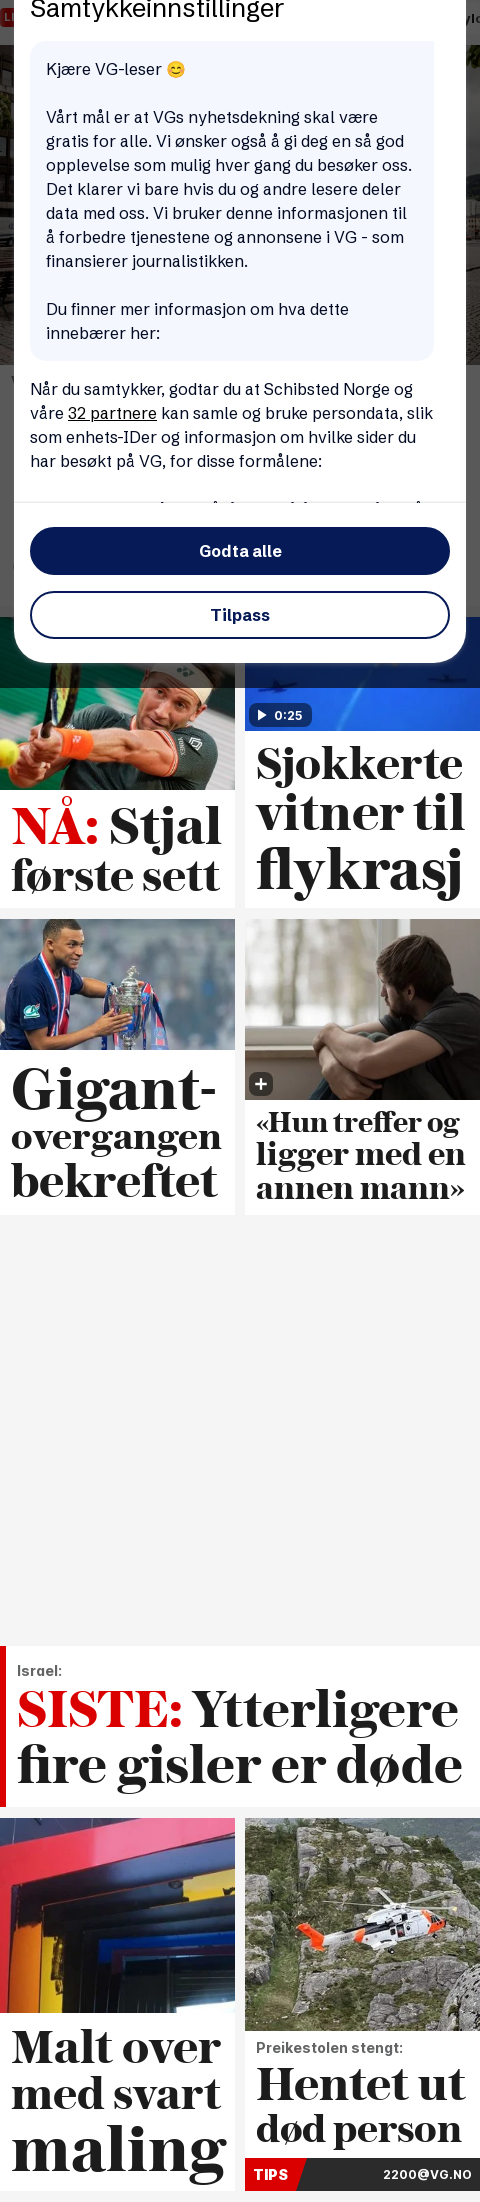 Samtykkeinnstillinger
Kjære VG-leser 😊
Vårt mål er at VGs nyhetsdekning skal være
gratis for alle. Vi ønsker også å gi deg en så god
opplevelse som mulig hver gang du besøker oss.
Det klarer vi bare hvis du og andre lesere deler
data med oss. Vi bruker denne informasjonen til
å forbedre tjenestene og annonsene i VG - som
finansierer journalistikken.
Du finner mer informasjon om hva dette
innebærer her:
Når du samtykker, godtar du at Schibsted Norge og
våre 32 partnere kan samle og bruke persondata, slik
som enhets-IDer og informasjon om hvilke sider du
har besøkt på VG, for disse formålene:
Godta alle
Tilpass
0:25
NÅ: Stjal
første sett
Sjokkerte
vitner til
flykrasj
Gigant-
overgangen
bekreftet
«Hun treffer og
ligger med en
annen mann»
Israel:
SISTE: Ytterligere
fire gisler er døde
Malt over
med svart
maling
Preikestolen stengt:
Hentet ut
død person
TIPS 2200@VG.NO